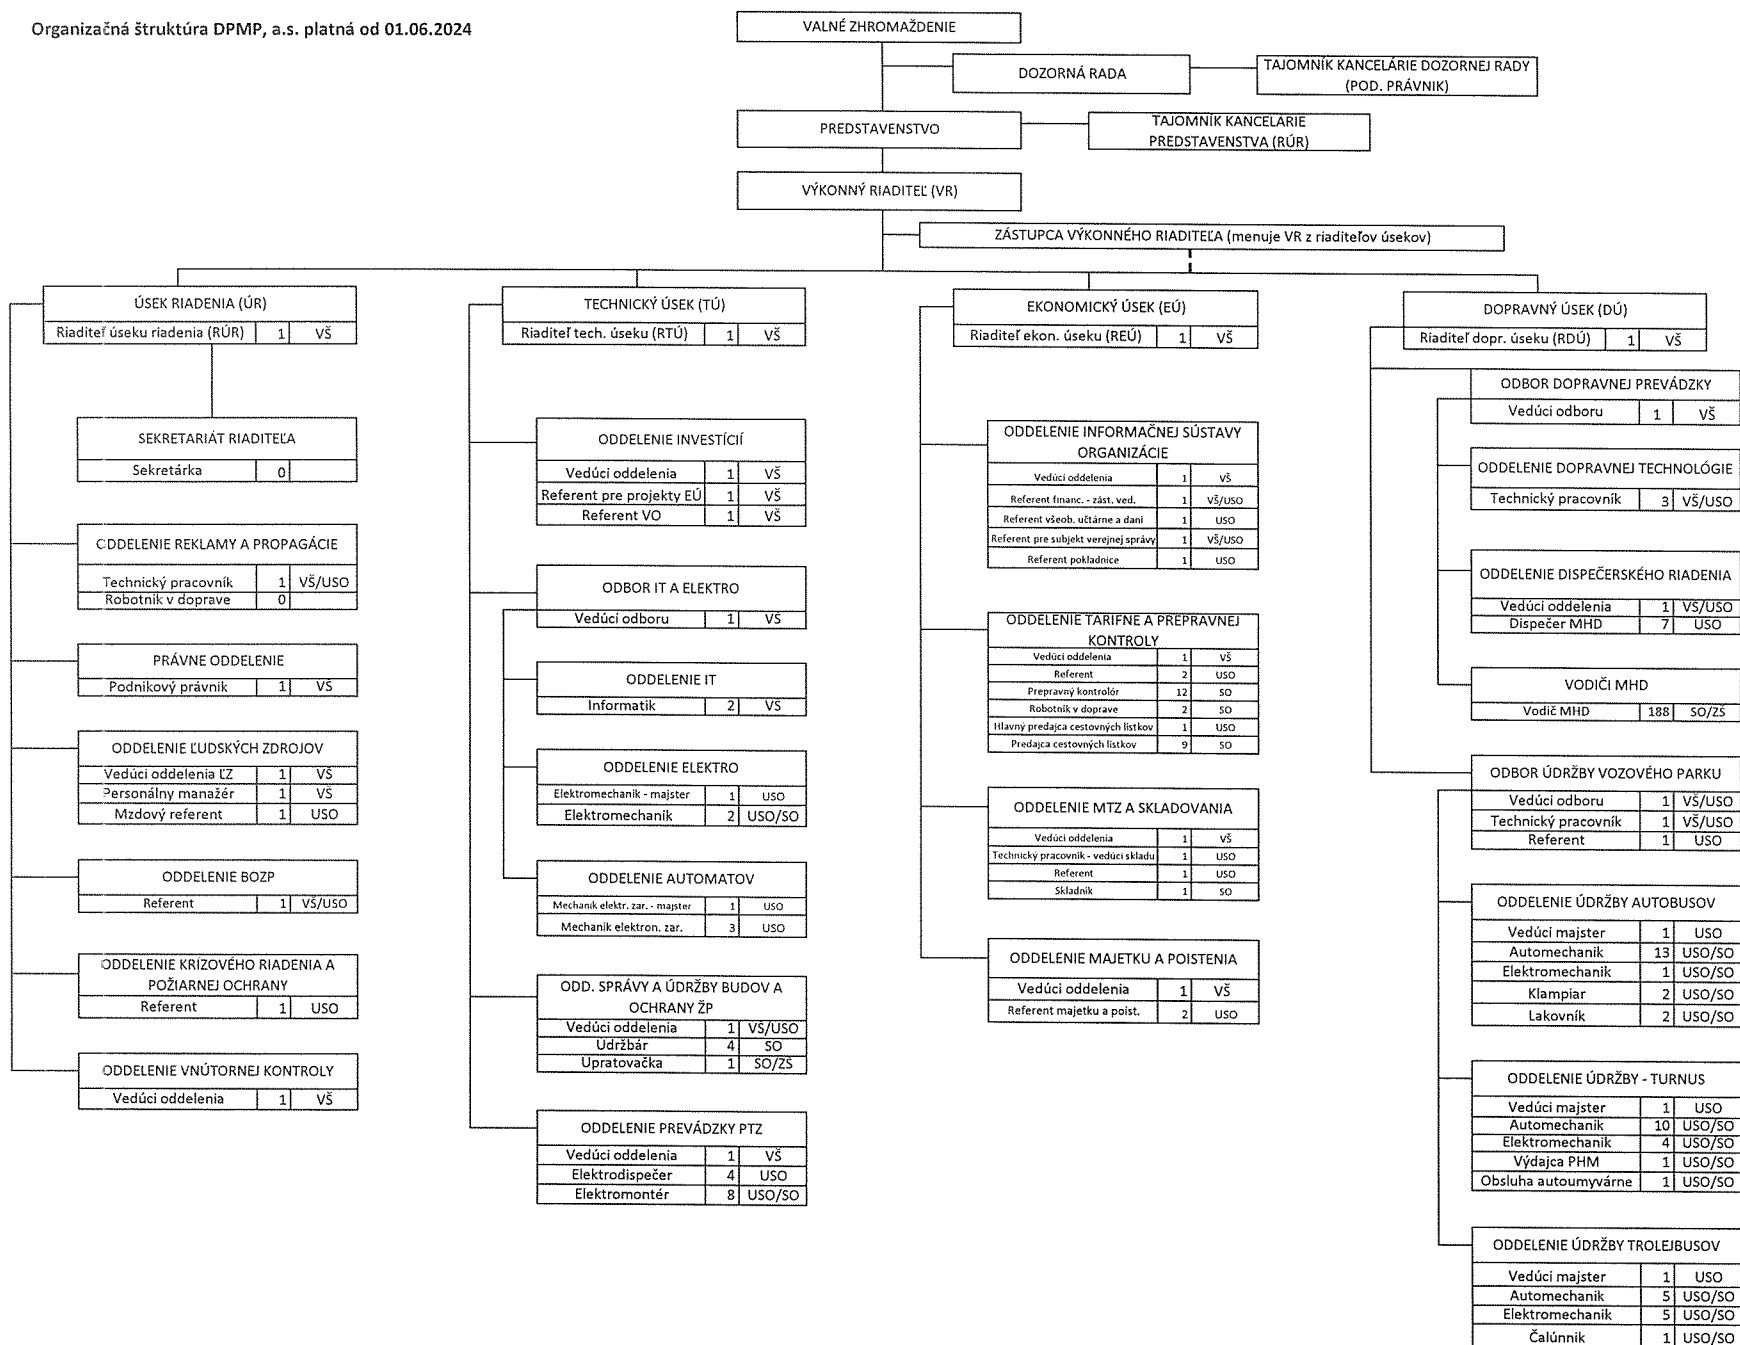 Organizačná štruktúra DPMP, a.s. platná od 01.06.2024
VALNÉ ZHROMAŽDENIE
DOZORNÁ RADA
TAJOMNÍK KANCELÁRIE DOZORNEJ RADY
(POD. PRÁVNIK)
PREDSTAVENSTVO
TAJOMNÍK KANCELARIE
PREDSTAVENSTVA (RÚR)
VÝKONNÝ RIADITEĽ (VR)
ZÁSTUPCA VÝKONNÉHO RIADITEĽA (menuje VR z riaditeľov úsekov)
ÚSEK RIADENIA (ÚR)
Riaditeľ úseku riadenia (RÚR) 1 VŠ
SEKRETARIÁT RIADITEĽA
Sekretárka 0
ODDELENIE REKLAMY A PROPAGÁCIE
Technický pracovník 1 VŠ/USO
Robotník v doprave 0
PRÁVNE ODDELENIE
Podnikový právnik 1 VŠ
ODDELENIE ĽUDSKÝCH ZDROJOV
Vedúci oddelenia ĽZ 1 VŠ
Personálny manažér 1 VŠ
Mzdový referent 1 USO
ODDELENIE BOZP
Referent 1 VŠ/USO
ODDELENIE KRÍZOVÉHO RIADENIA A
POŽIARNEJ OCHRANY
Referent 1 USO
ODDELENIE VNÚTORNEJ KONTROLY
Vedúci oddelenia 1 VŠ
TECHNICKÝ ÚSEK (TÚ)
Riaditeľ tech. úseku (RTÚ) 1 VŠ
ODDELENIE INVESTÍCIÍ
Vedúci oddelenia 1 VŠ
Referent pre projekty EÚ 1 VŠ
Referent VO 1 VŠ
ODBOR IT A ELEKTRO
Vedúci odboru 1 VŠ
ODDELENIE IT
Informatik 2 VŠ
ODDELENIE ELEKTRO
Elektromechanik - majster 1 USO
Elektromechanik 2 USO/SO
ODDELENIE AUTOMATOV
Mechanik elektr. zar. - majster 1 USO
Mechanik elektron. zar. 3 USO
ODD. SPRÁVY A ÚDRŽBY BUDOV A
OCHRANY ŽP
Vedúci oddelenia 1 VŠ/USO
Údržbár 4 SO
Upratovačka 1 SO/ZŠ
ODDELENIE PREVÁDZKY PTZ
Vedúci oddelenia 1 VŠ
Elektrodispečer 4 USO
Elektromontér 8 USO/SO
EKONOMICKÝ ÚSEK (EÚ)
Riaditeľ ekon. úseku (REÚ) 1 VŠ
ODDELENIE INFORMAČNEJ SÚSTAVY
ORGANIZÁCIE
Vedúci oddelenia 1 VŠ
Referent financ. - zást. ved. 1 VŠ/USO
Referent všeob. učtárne a daní 1 USO
Referent pre subjekt verejnej správy 1 VŠ/USO
Referent pokladnice 1 USO
ODDELENIE TARIFNE A PREPRAVNEJ
KONTROLY
Vedúci oddelenia 1 VŠ
Referent 2 USO
Prepravný kontrolór 12 SO
Robotník v doprave 2 SO
Hlavný predajca cestovných lístkov 1 USO
Predajca cestovných lístkov 9 SO
ODDELENIE MTZ A SKLADOVANIA
Vedúci oddelenia 1 VŠ
Technický pracovník - vedúci skladu 1 USO
Referent 1 USO
Skladník 1 SO
ODDELENIE MAJETKU A POISTENIA
Vedúci oddelenia 1 VŠ
Referent majetku a poist. 2 USO
DOPRAVNÝ ÚSEK (DÚ)
Riaditeľ dopr. úseku (RDÚ) 1 VŠ
ODBOR DOPRAVNEJ PREVÁDZKY
Vedúci odboru 1 VŠ
ODDELENIE DOPRAVNEJ TECHNOLÓGIE
Technický pracovník 3 VŠ/USO
ODDELENIE DISPEČERSKÉHO RIADENIA
Vedúci oddelenia 1 VŠ/USO
Dispečer MHD 7 USO
VODIČI MHD
Vodič MHD 188 SO/ZŠ
ODBOR ÚDRŽBY VOZOVÉHO PARKU
Vedúci odboru 1 VŠ/USO
Technický pracovník 1 VŠ/USO
Referent 1 USO
ODDELENIE ÚDRŽBY AUTOBUSOV
Vedúci majster 1 USO
Automechanik 13 USO/SO
Elektromechanik 1 USO/SO
Klampiar 2 USO/SO
Lakovník 2 USO/SO
ODDELENIE ÚDRŽBY - TURNUS
Vedúci majster 1 USO
Automechanik 10 USO/SO
Elektromechanik 4 USO/SO
Výdajca PHM 1 USO/SO
Obsluha autoumyvárne 1 USO/SO
ODDELENIE ÚDRŽBY TROLEJBUSOV
Vedúci majster 1 USO
Automechanik 5 USO/SO
Elektromechanik 5 USO/SO
Čalúnnik 1 USO/SO